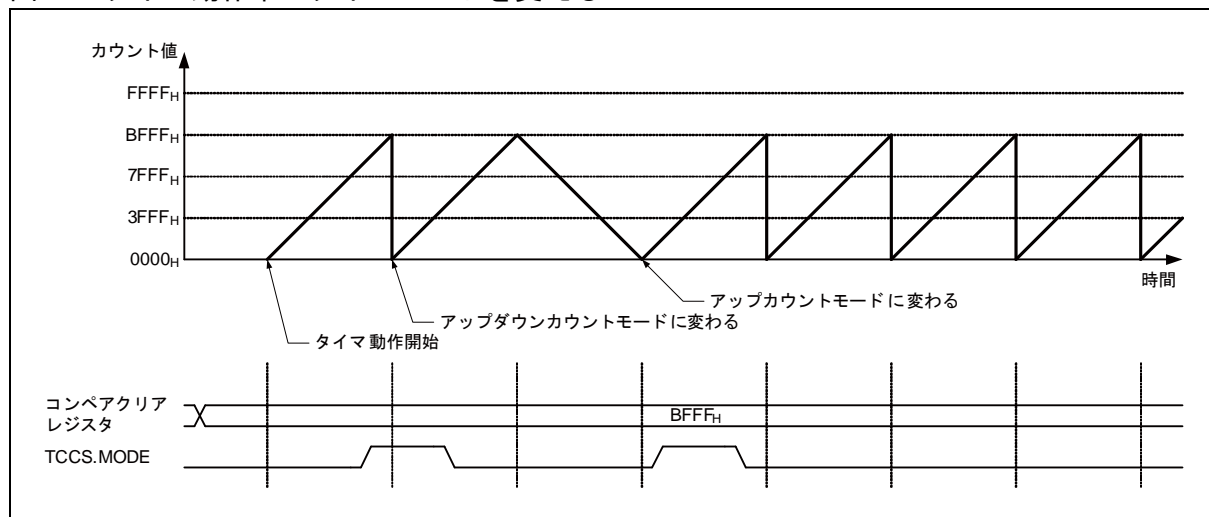 カウント値
FFFFH
BFFFH
7FFFH
3FFFH
0000H
時間
アップカウントモードに変わる
アップダウンカウントモードに変わる
タイマ動作開始
コンペアクリア
レジスタ
BFFFH
TCCS.MODE